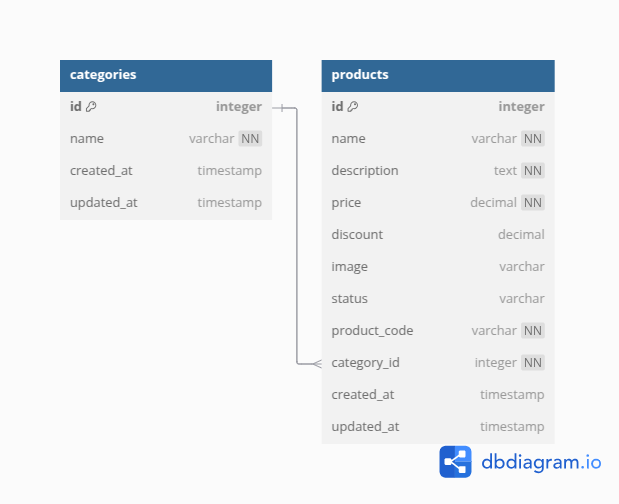 categories
id integer
name varchar NN
created_at timestamp
updated_at timestamp
products
id integer
name varchar NN
description text NN
price decimal NN
discount decimal
image varchar
status varchar
product_code varchar NN
category_id integer NN
created_at timestamp
updated_at timestamp
dbdiagram.io